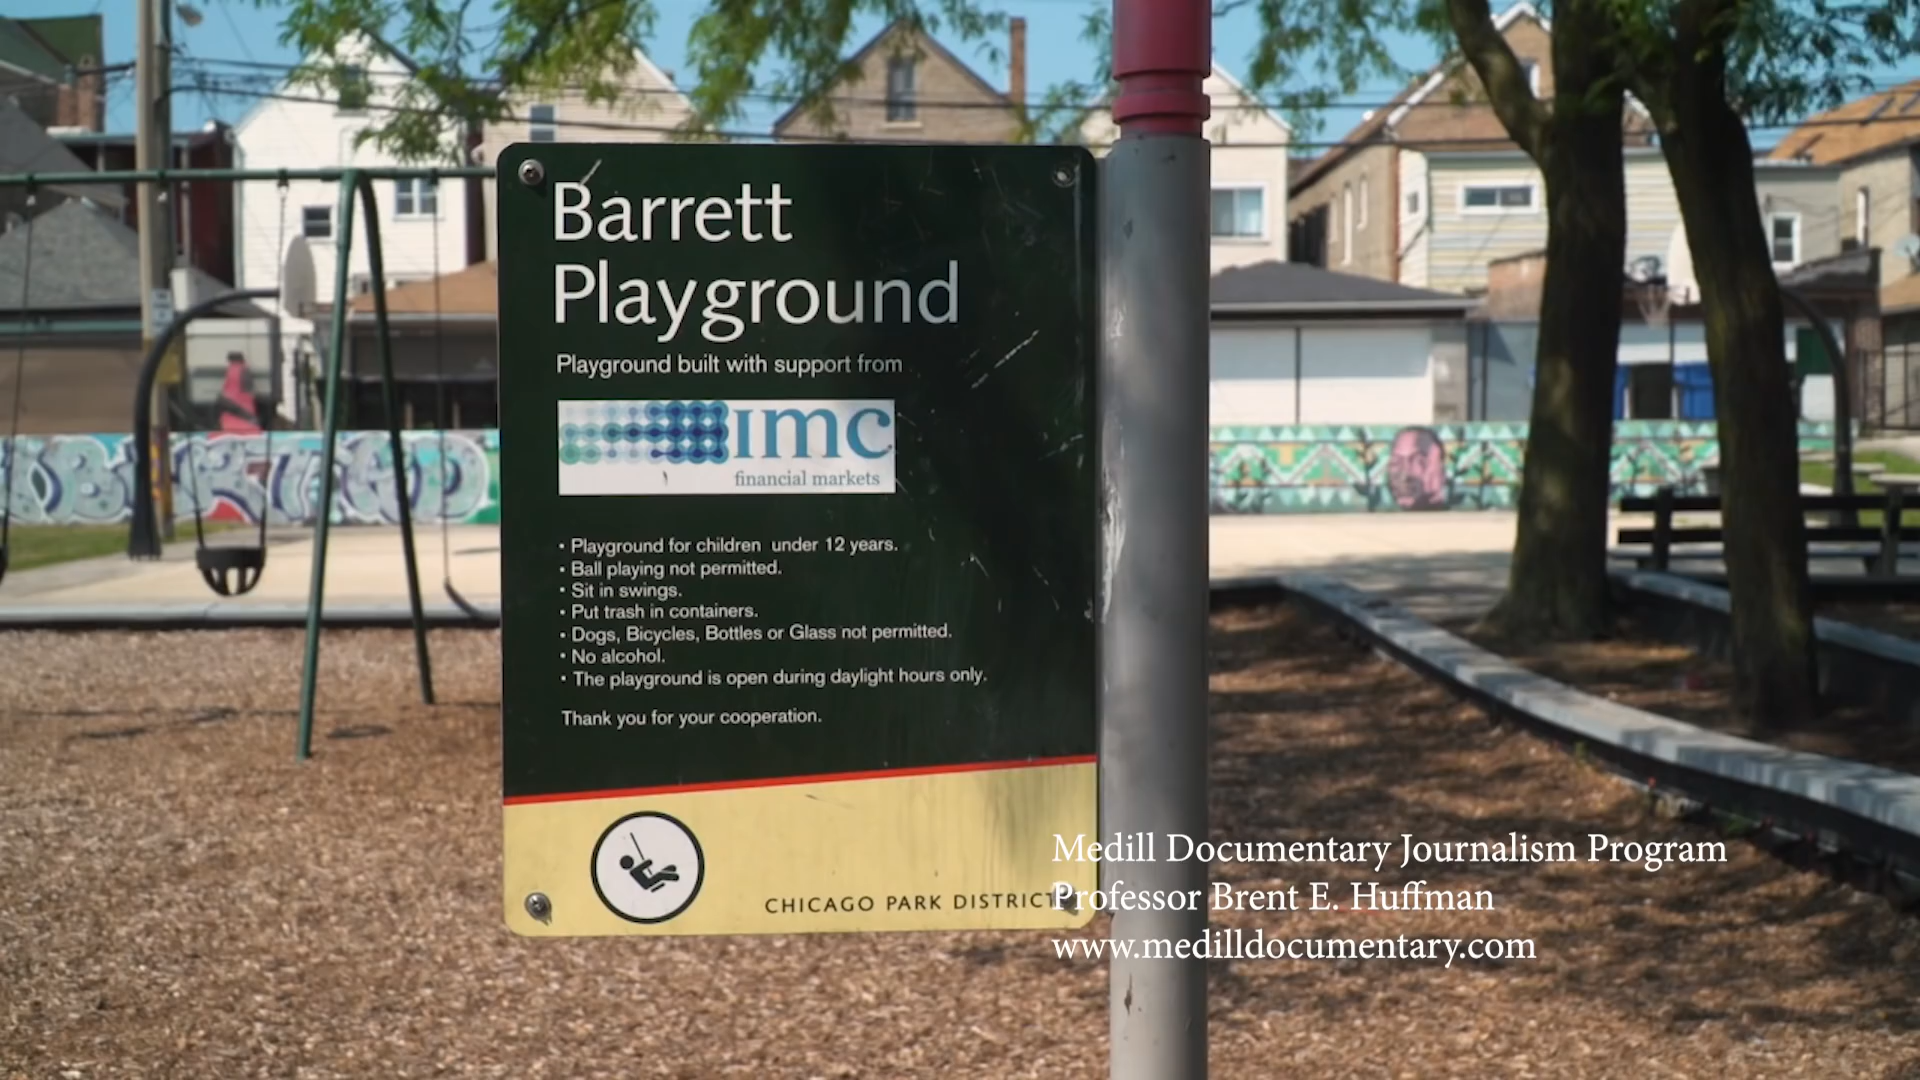 Barrett
Playground
Playground built with support from
imc
financial markets
• Playground for children under 12 years.
• Ball playing not permitted.
• Sit in swings.
• Put trash in containers.
• Dogs, Bicycles, Bottles or Glass not permitted.
• No alcohol.
• The playground is open during daylight hours only.
Thank you for your cooperation.
CHICAGO PARK DISTRICT
Medill Documentary Journalism Program
Professor Brent E. Huffman
www.medilldocumentary.com